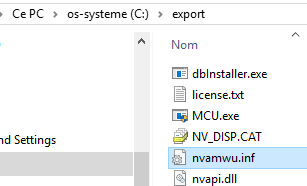 Ce PC > os-systeme (C:) > export
Nom
dbInstaller.exe
license.txt
MCU.exe
NV_DISP.CAT
nd Settings
nvamwu.inf
nvapi.dll